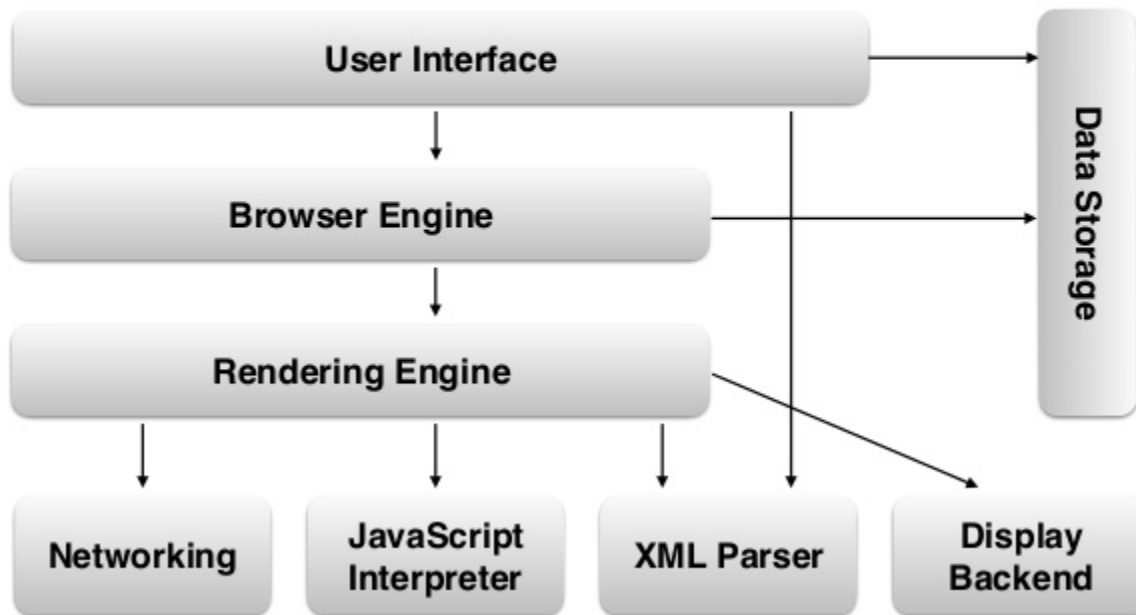 User Interface
Data Storage
Browser Engine
Rendering Engine
Networking
JavaScript
Interpreter
XML Parser
Display
Backend